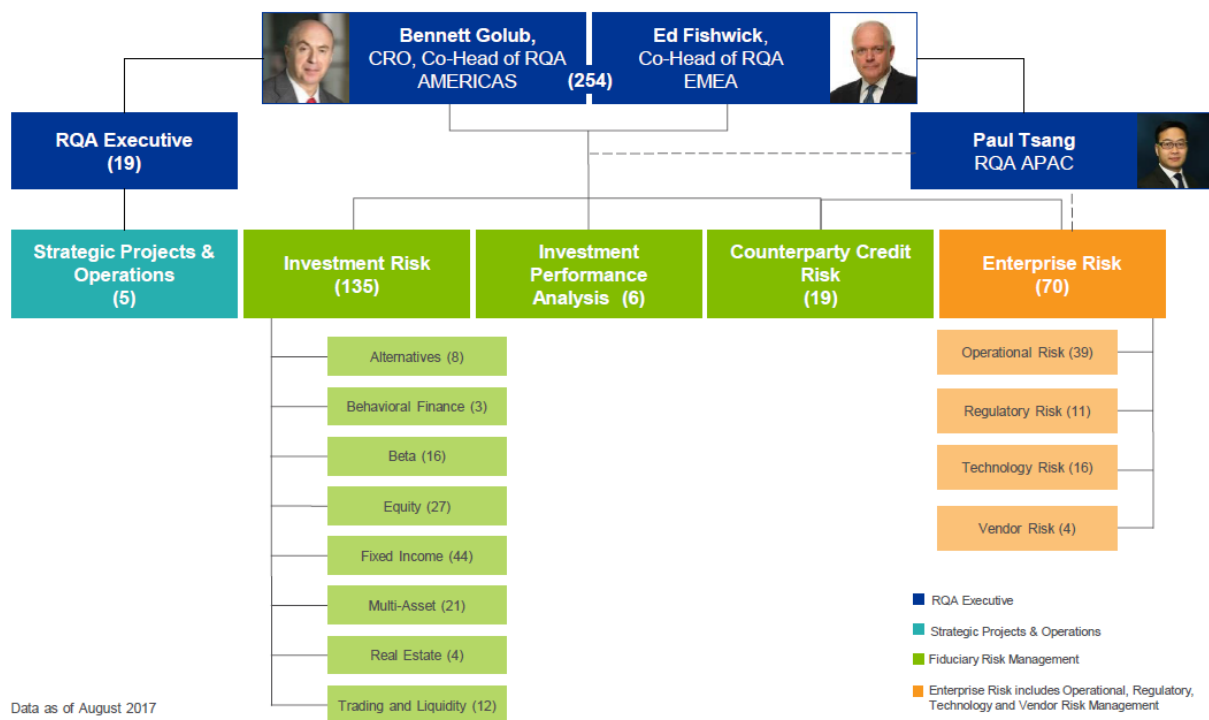 Bennett Golub,
CRO, Co-Head of RQA
AMERICAS
(254)
Ed Fishwick,
Co-Head of RQA
EMEA
RQA Executive
(19)
Paul Tsang
RQA APAC
Strategic Projects &
Operations
(5)
Investment Risk
(135)
Investment
Performance
Analysis (6)
Counterparty Credit
Risk
(19)
Enterprise Risk
(70)
Alternatives (8)
Behavioral Finance (3)
Beta (16)
Equity (27)
Fixed Income (44)
Multi-Asset (21)
Real Estate (4)
Trading and Liquidity (12)
Operational Risk (39)
Regulatory Risk (11)
Technology Risk (16)
Vendor Risk (4)
RQA Executive
Strategic Projects & Operations
Fiduciary Risk Management
Enterprise Risk includes Operational, Regulatory,
Technology and Vendor Risk Management
Data as of August 2017